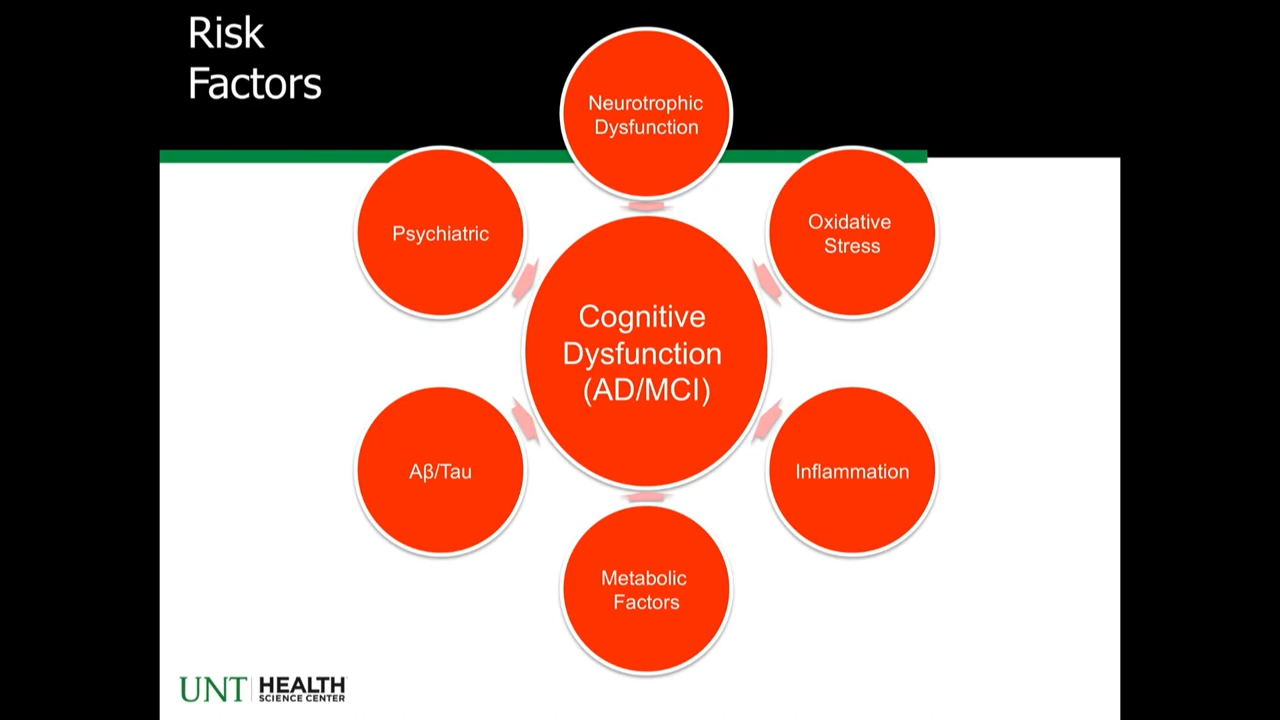 Risk
Factors
Neurotrophic
Dysfunction
Psychiatric
Oxidative
Stress
Cognitive
Dysfunction
(AD/MCI)
Aβ/Tau
Inflammation
Metabolic
Factors
UNT HEALTH
SCIENCE CENTER